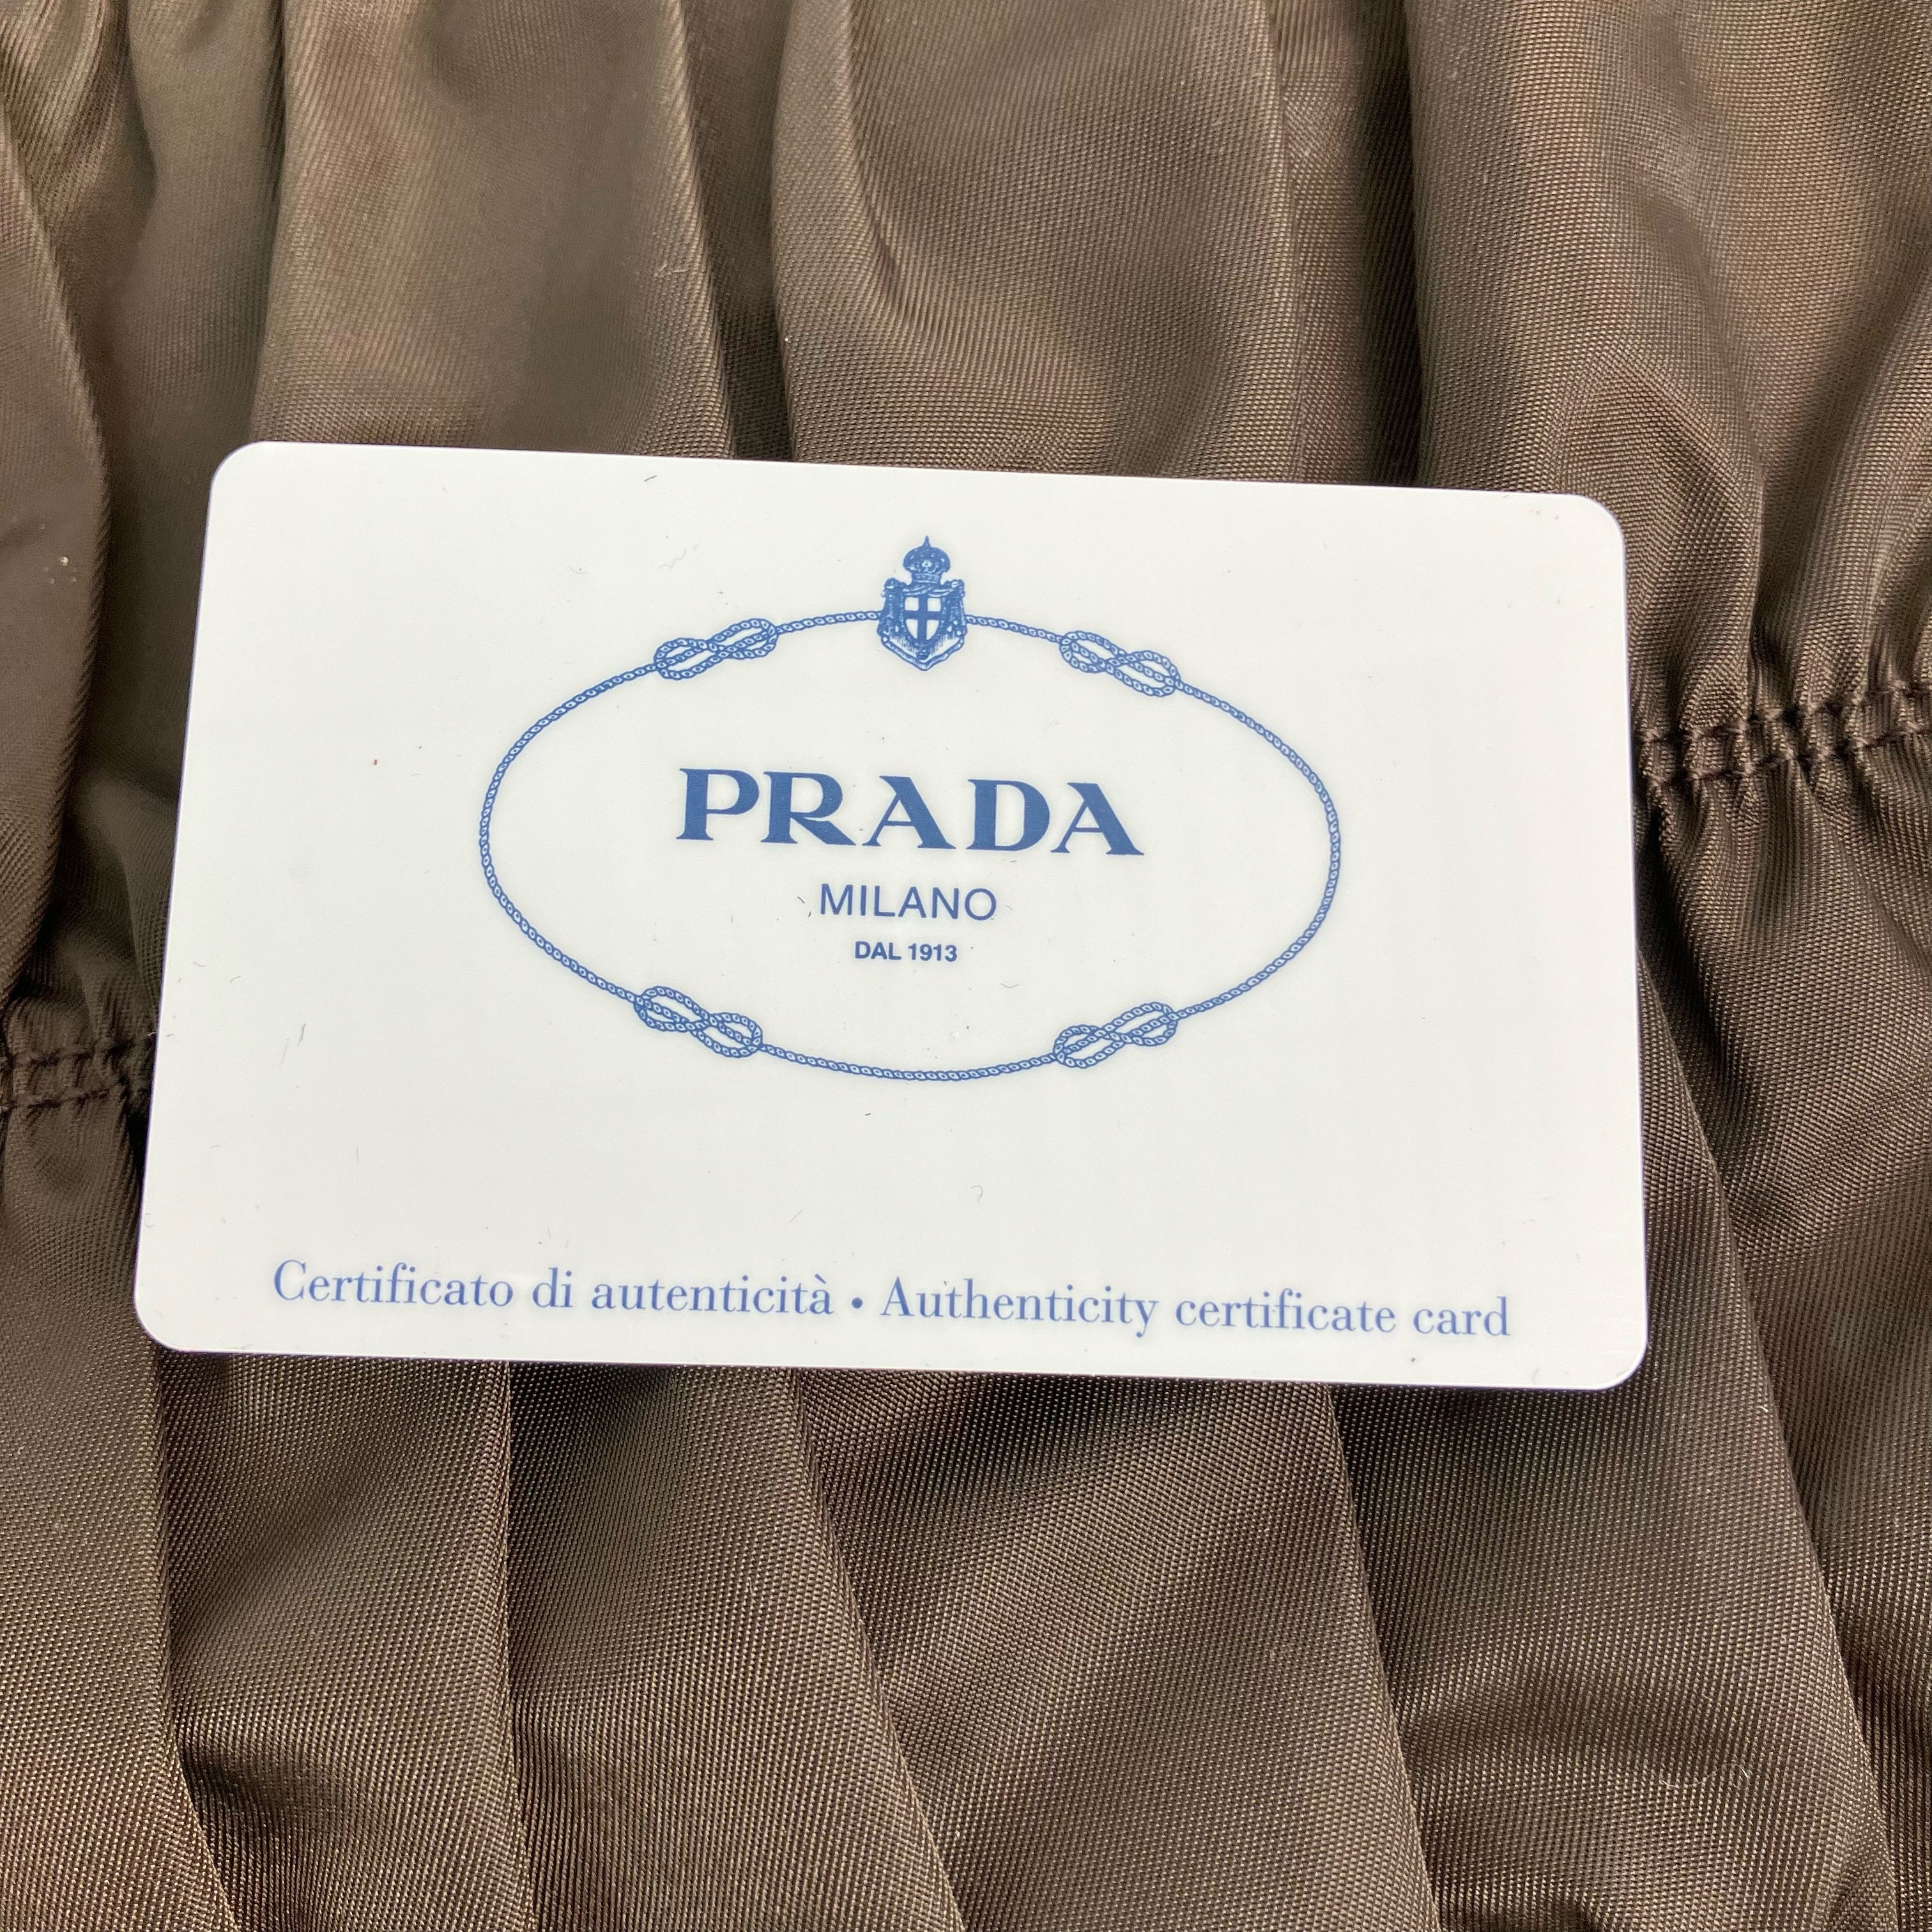 PRADA
MILANO
DAL 1913
Certificato di autenticità • Authenticity certificate card